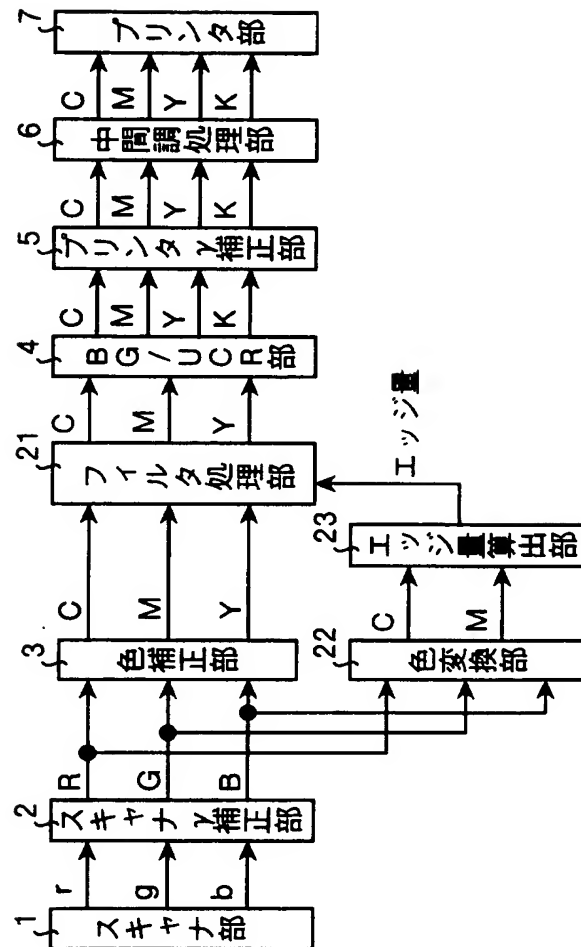 1
スキャナ部
r
g
b
2
スキャナγ補正部
R
G
B
3
色補正部
C
M
Y
21
フィルタ処理部
C
M
Y
4
BG/UCR部
C
M
Y
K
5
プリンタγ補正部
C
M
Y
K
6
中間調処理部
C
M
Y
K
7
プリンタ部
22
色変換部
C
M
23
エッジ量算出部
エッジ量